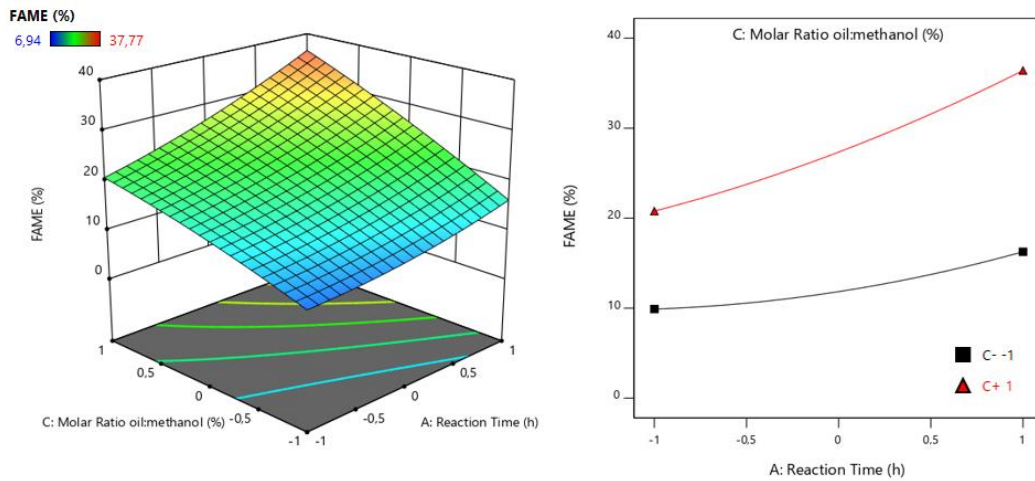 FAME (%)
6,94 37,77
40
30
20
10
0
FAME (%)
1
0,5
0
-0,5
-1
C: Molar Ratio oil:methanol (%)
-1
-0,5
0
0,5
1
A: Reaction Time (h)
C: Molar Ratio oil:methanol (%)
40
30
20
10
0
FAME (%)
C- -1
C+ 1
-1 -0,5 0 0,5 1
A: Reaction Time (h)